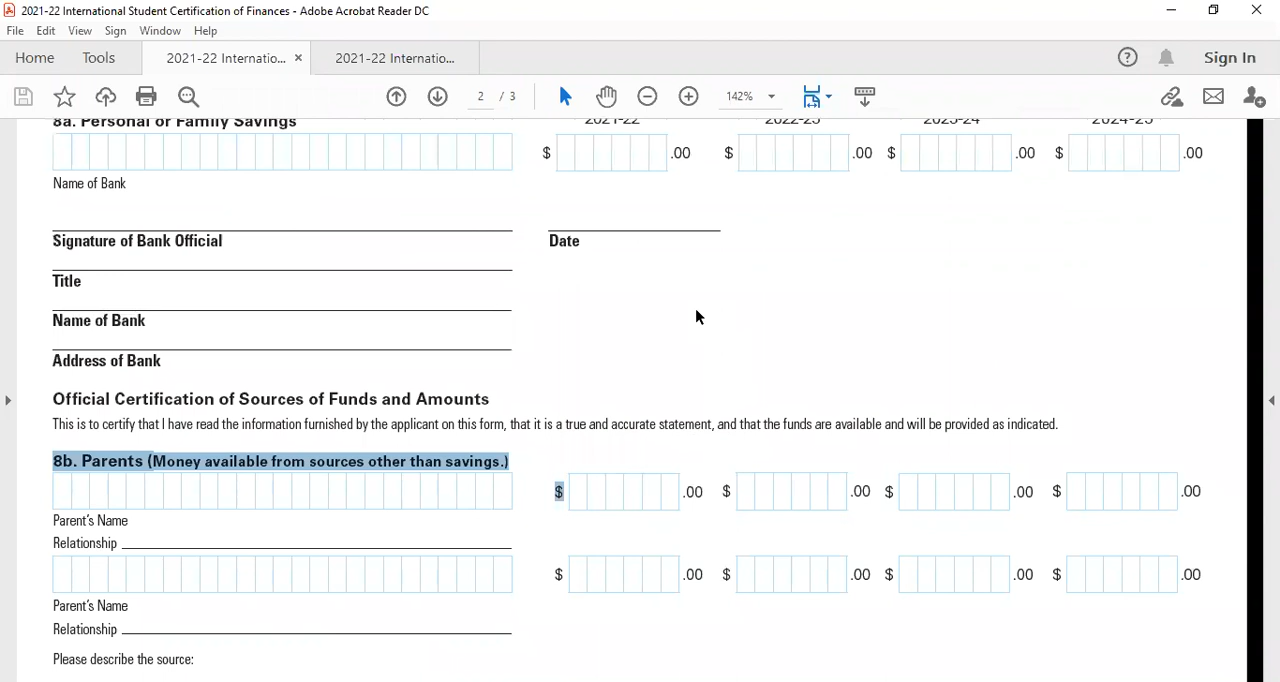 2021-22 International Student Certification of Finances - Adobe Acrobat Reader DC
File Edit View Sign Window Help
Home Tools 2021-22 Internatio... × 2021-22 Internatio... ? Sign In
2 / 3 142%
8a. Personal or Family Savings 2021-22 2022-23 2023-24 2024-25
$ .00 $ .00 $ .00 $ .00
Name of Bank
Signature of Bank Official Date
Title
Name of Bank
Address of Bank
Official Certification of Sources of Funds and Amounts
This is to certify that I have read the information furnished by the applicant on this form, that it is a true and accurate statement, and that the funds are available and will be provided as indicated.
8b. Parents (Money available from sources other than savings.)
$ .00 $ .00 $ .00 $ .00
Parent's Name
Relationship
$ .00 $ .00 $ .00 $ .00
Parent's Name
Relationship
Please describe the source: